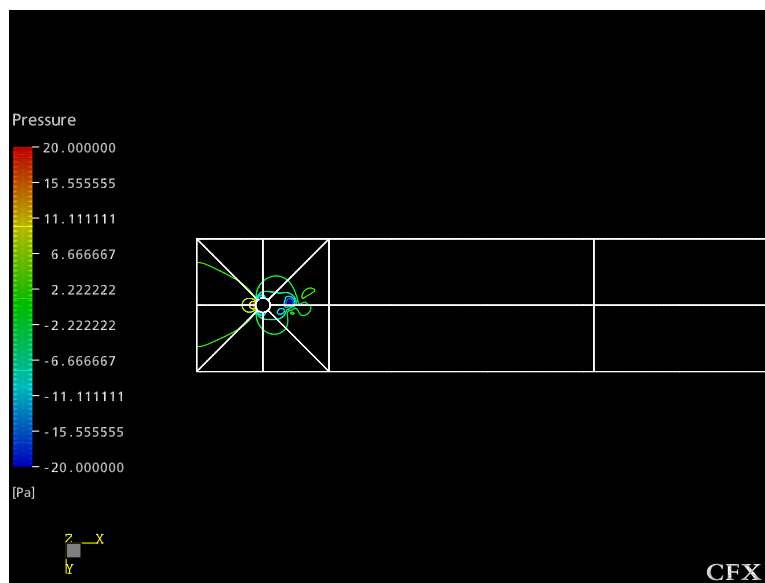 Pressure
20.000000
15.555555
11.111111
6.666667
2.222222
-2.222222
-6.666667
-11.111111
-15.555555
-20.000000
[Pa]
Z X
Y
CFX